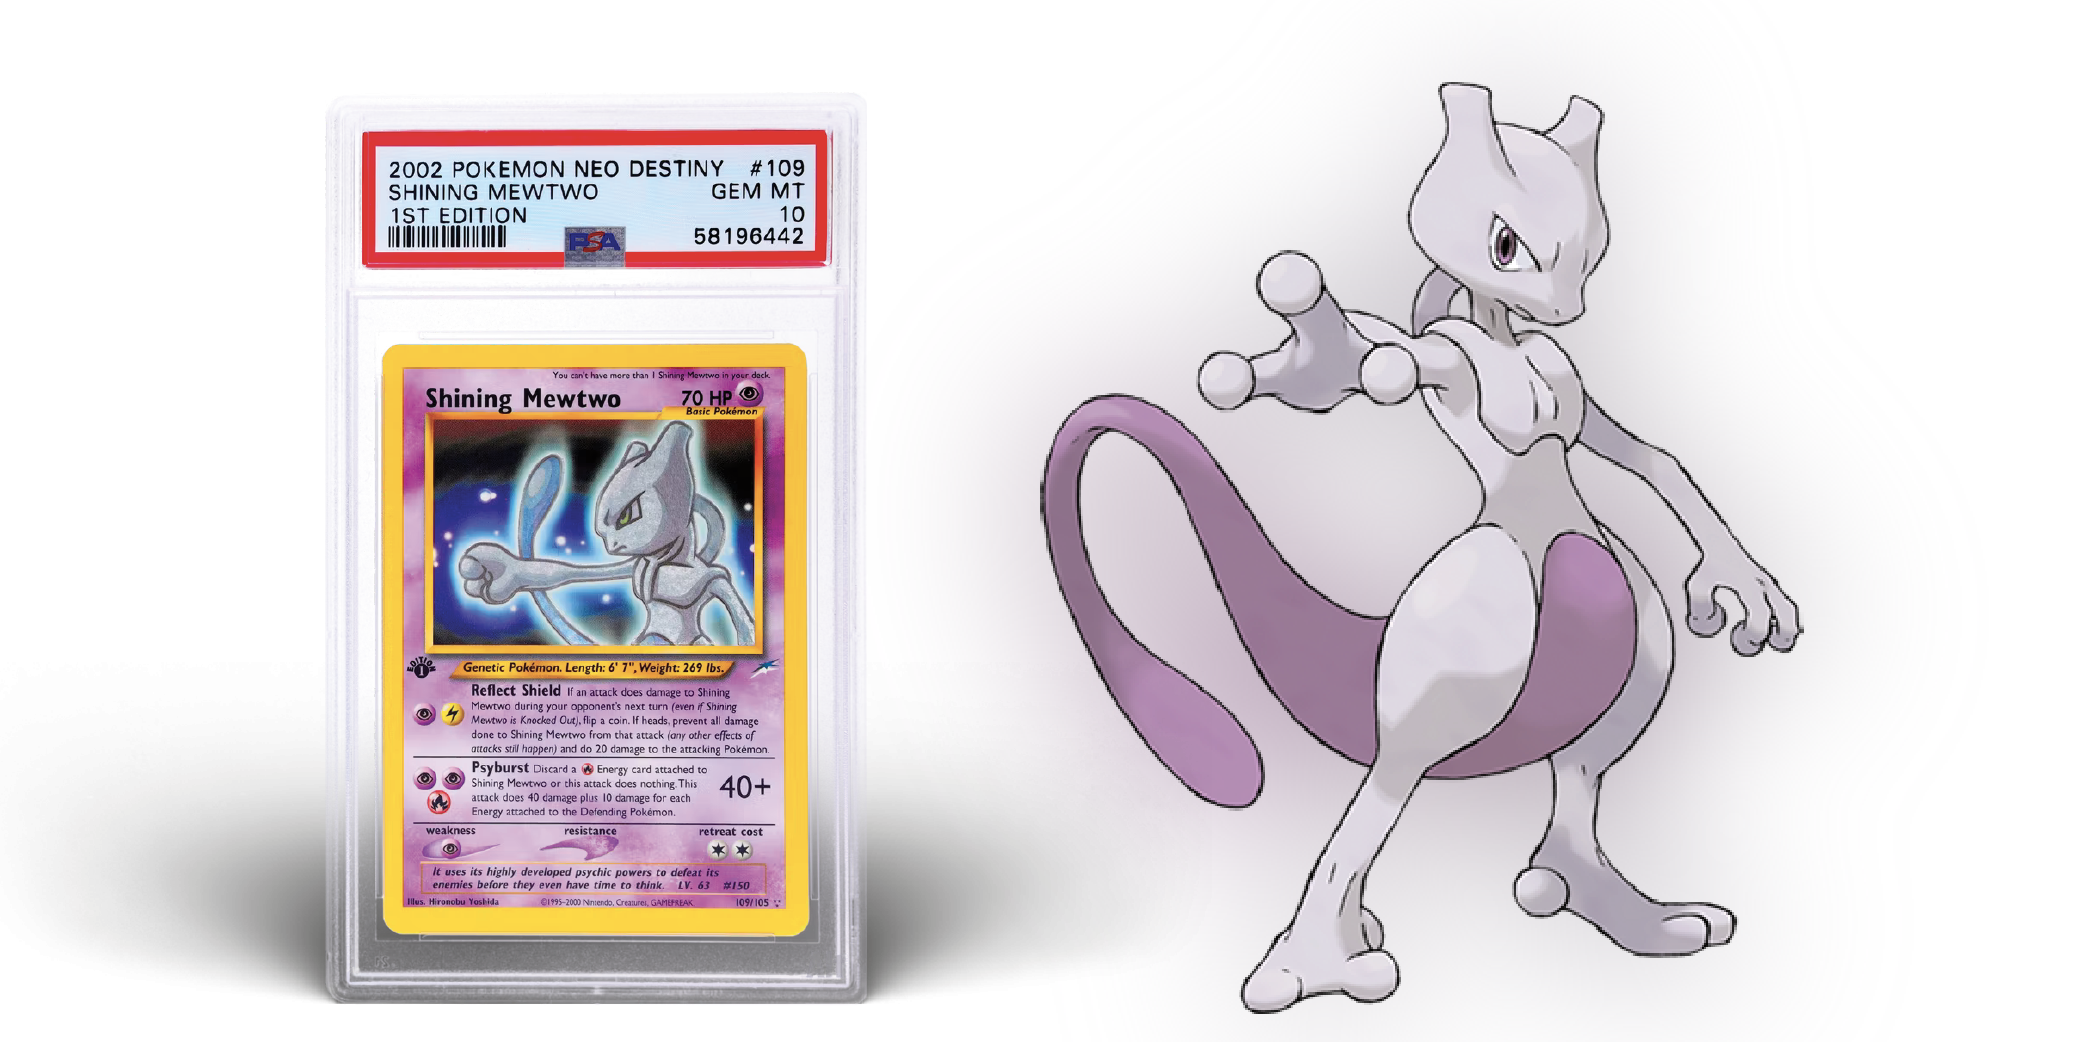 2002 POKEMON NEO DESTINY #109
SHINING MEWTWO GEM MT
1ST EDITION 10
PSA 58196442
You can't have more than 1 Shining Mewtwo in your deck.
Shining Mewtwo 70 HP
Basic Pokémon
EDITION 1
Genetic Pokémon. Length: 6' 7", Weight: 269 lbs.
Reflect Shield If an attack does damage to Shining
Mewtwo during your opponent's next turn (even if Shining
Mewtwo is Knocked Out), flip a coin. If heads, prevent all damage
done to Shining Mewtwo from that attack (any other effects of
attacks still happen) and do 20 damage to the attacking Pokémon.
Psyburst Discard a Energy card attached to
Shining Mewtwo or this attack does nothing. This
attack does 40 damage plus 10 damage for each
Energy attached to the Defending Pokémon.
40+
weakness resistance retreat cost
It uses its highly developed psychic powers to defeat its
enemies before they even have time to think. LV. 63 #150
Illus. Hironobu Yoshida ©1995-2000 Nintendo, Creatures, GAMEFREAK 109/105